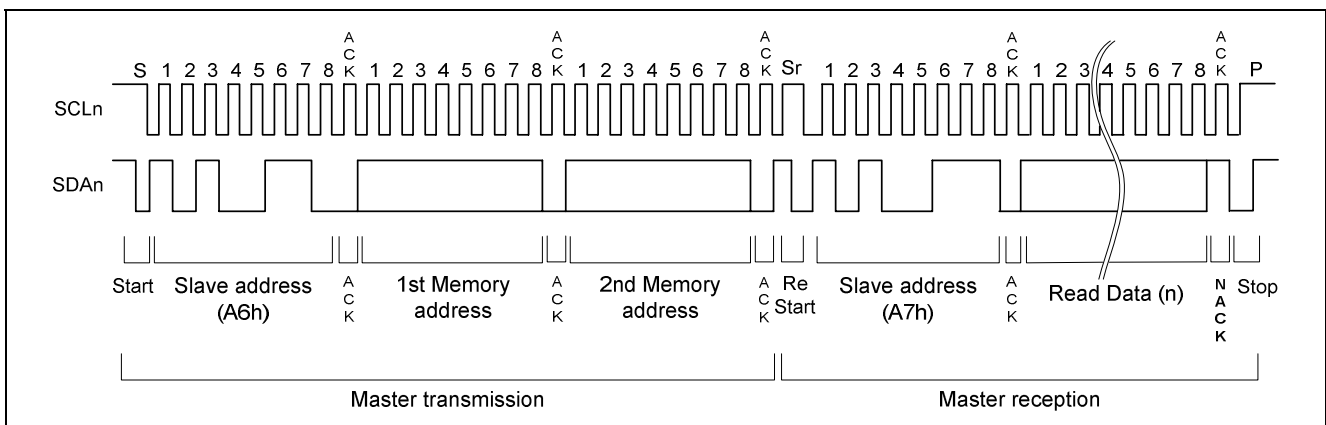 A C K A C K A C K A C K A C K
S 1 2 3 4 5 6 7 8 1 2 3 4 5 6 7 8 1 2 3 4 5 6 7 8 Sr 1 2 3 4 5 6 7 8 1 2 3 4 5 6 7 8 P
SCLn
SDAn
Start Slave address (A6h) A C K 1st Memory address A C K 2nd Memory address A C K Re Start Slave address (A7h) A C K Read Data (n) N A C K Stop
Master transmission Master reception